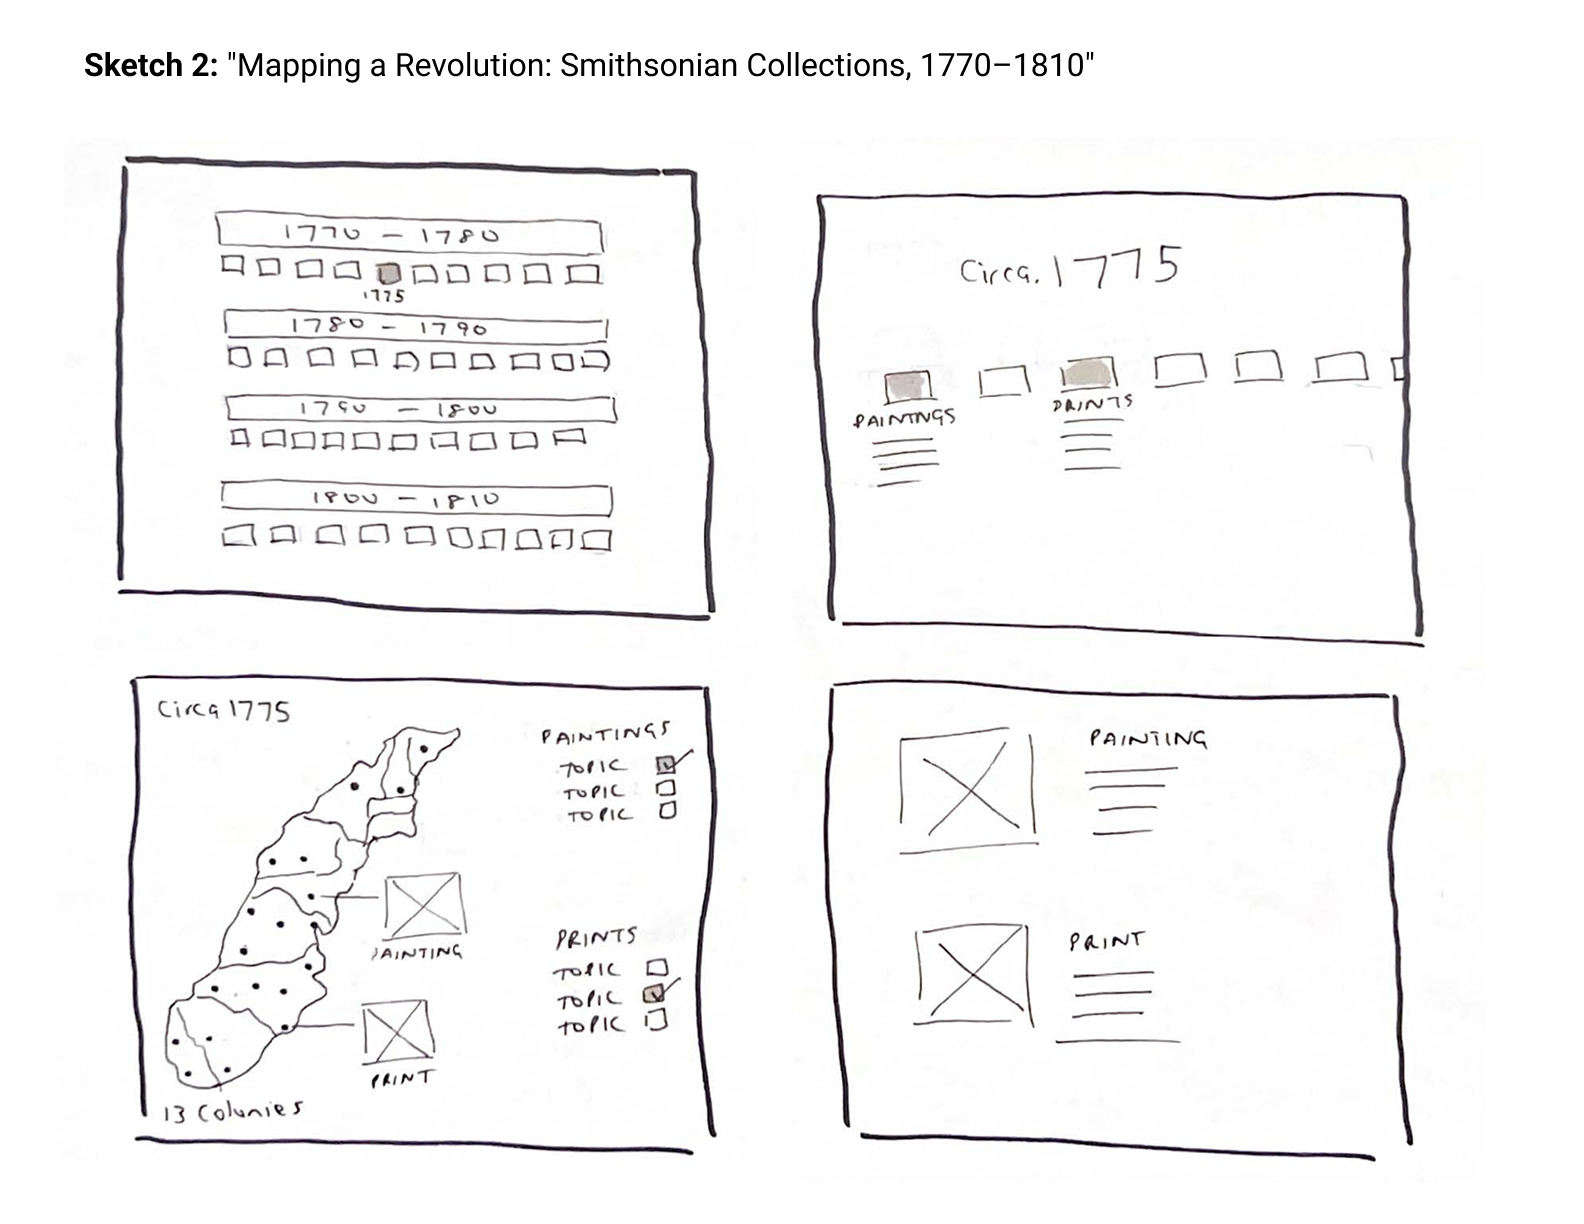 Sketch 2: "Mapping a Revolution: Smithsonian Collections, 1770–1810"
1770 – 1780
1775
1780 – 1790
1790 – 1800
1800 – 1810
Circa. 1775
PAINTINGS
PRINTS
Circa 1775
PAINTINGS
TOPIC
TOPIC
TOPIC
PAINTING
PRINTS
TOPIC
TOPIC
TOPIC
PRINT
13 Colonies
PAINTING
PRINT